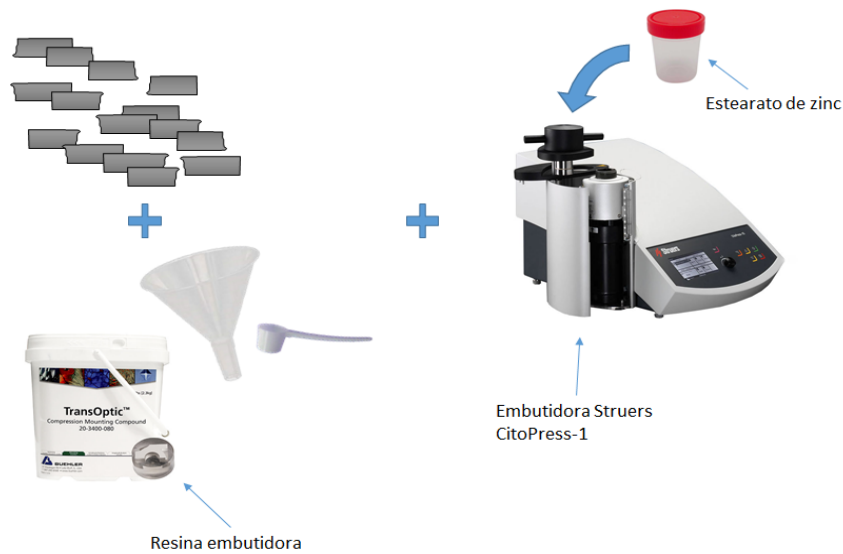 Estearato de zinc
Struers
Embutidora Struers
CitoPress-1
TransOptic™
Compression Mounting Compound
20-3400-080
BUEHLER
Resina embutidora